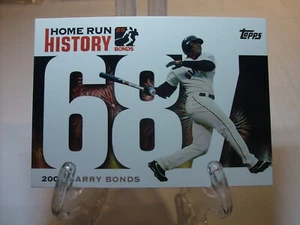 HOME RUN
HISTORY
BONDS
Topps
687
BARRY BONDS